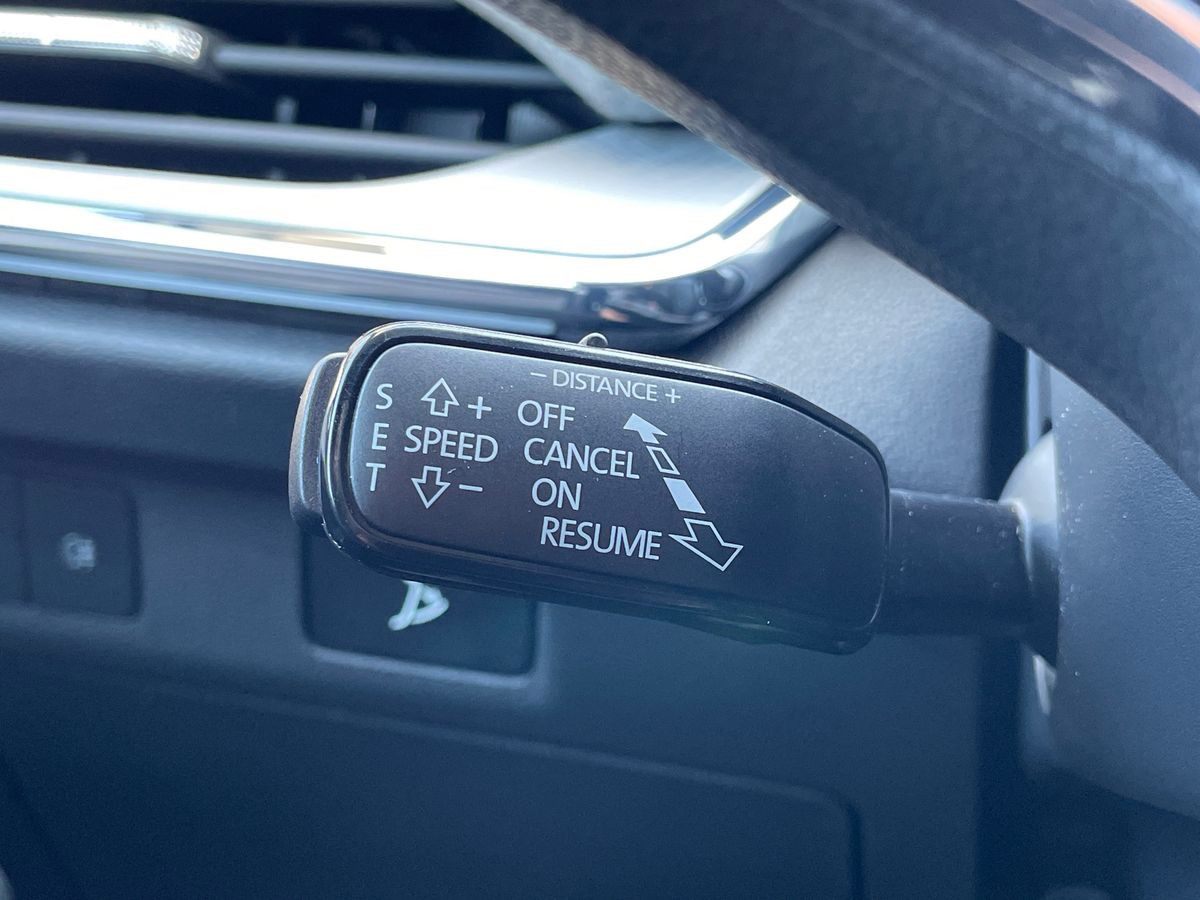 – DISTANCE +
S
E
T
+
SPEED
–
OFF
CANCEL
ON
RESUME